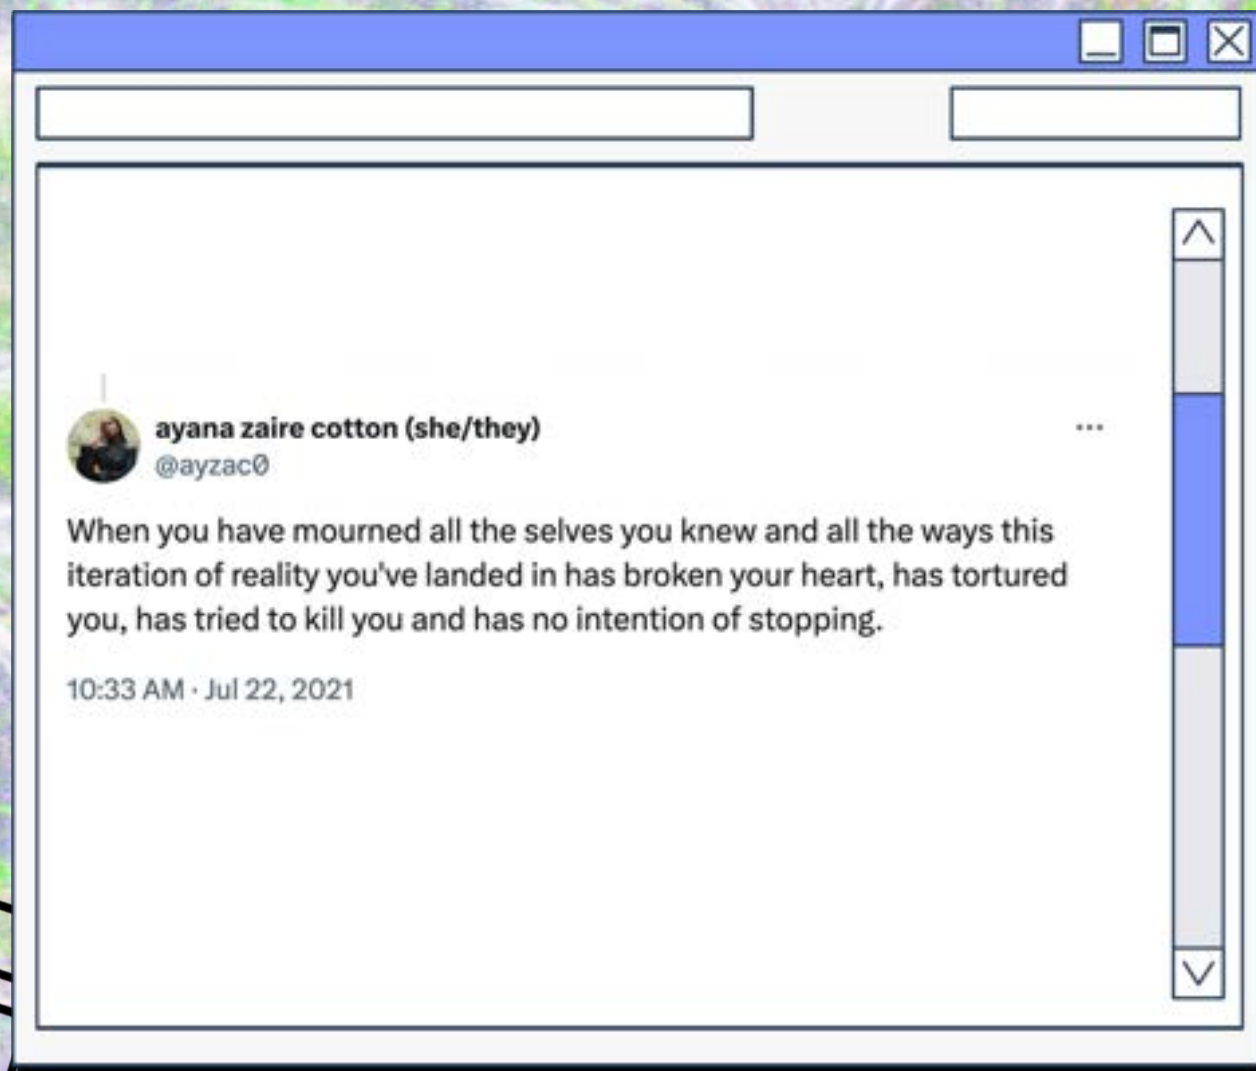 ayana zaire cotton (she/they)
@ayzac0
When you have mourned all the selves you knew and all the ways this
iteration of reality you've landed in has broken your heart, has tortured
you, has tried to kill you and has no intention of stopping.
10:33 AM · Jul 22, 2021